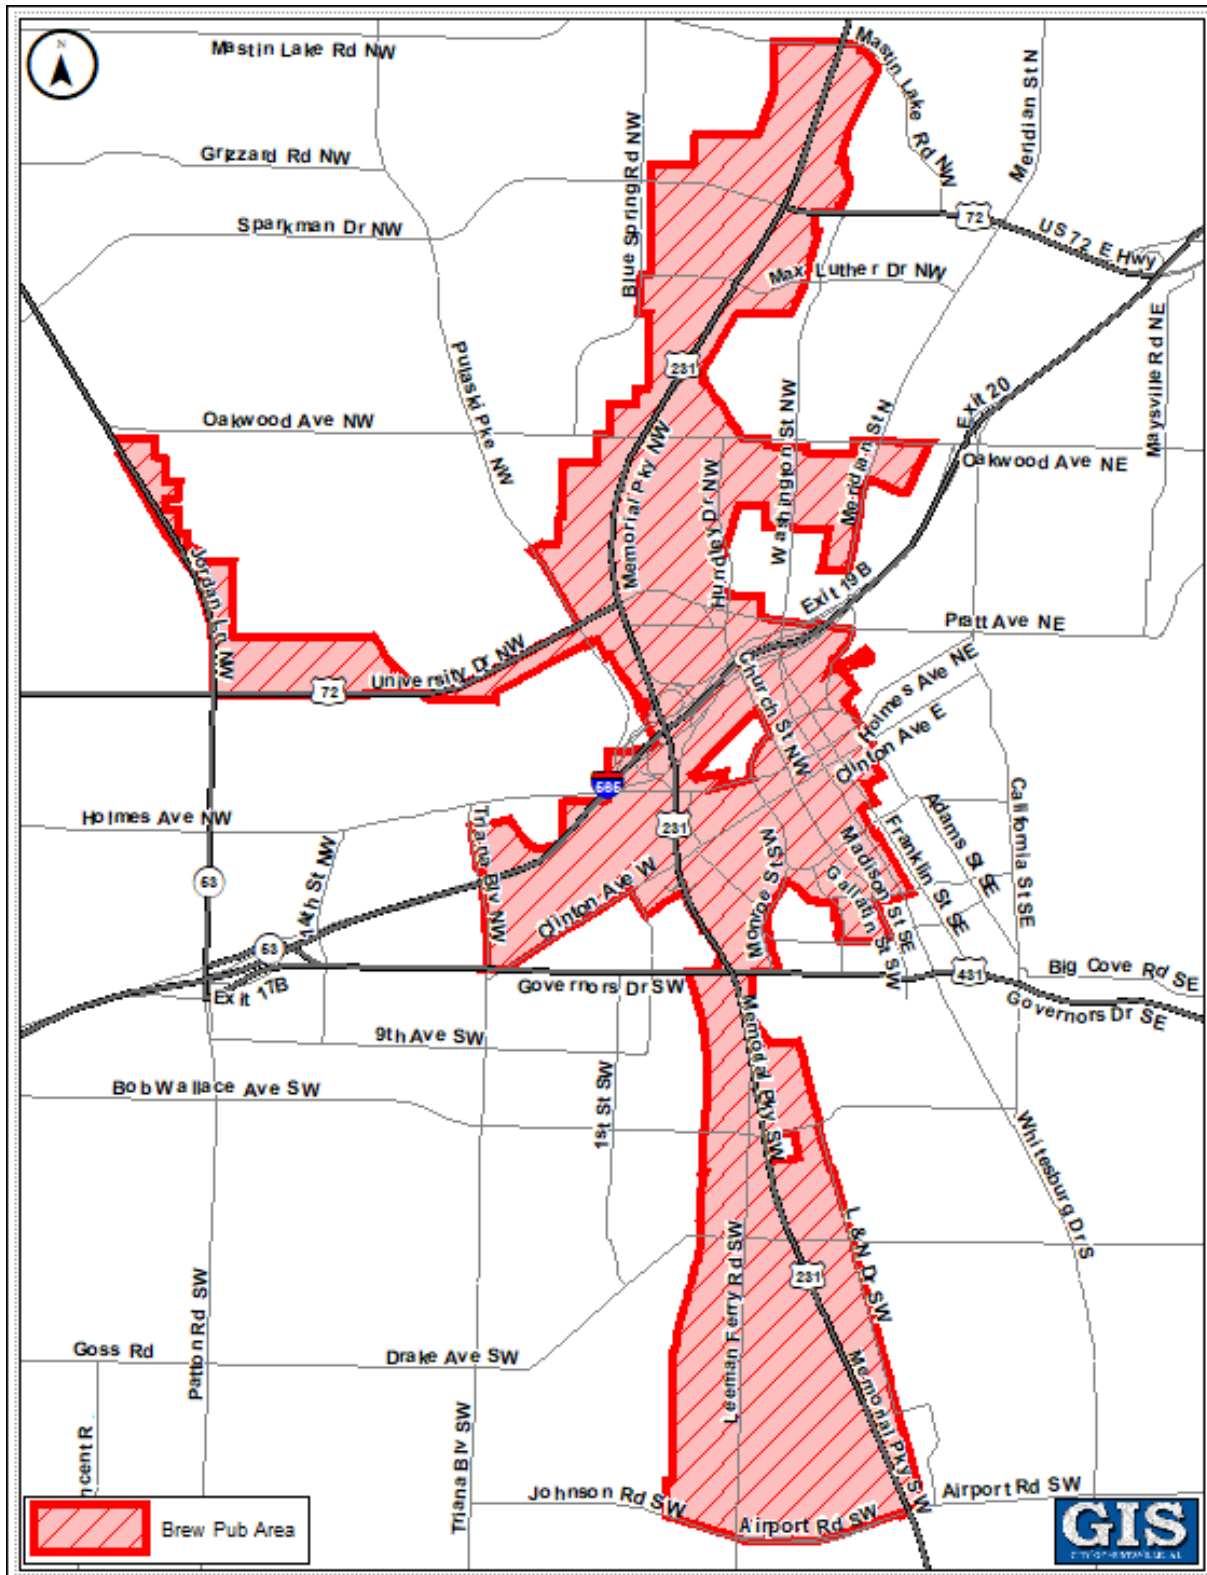 N
Mastin Lake Rd NW
Mastin Lake Rd NW
Meridian St N
Grizzard Rd NW
Blue Spring Rd NW
72
US 72 E Hwy
Sparkman Dr NW
Max Luther Dr NW
Maysville Rd NE
Pulaski Pke NW
231
Exit 20
Oakwood Ave NW
Oakwood Ave NE
Memorial Pky NW
Hundley Dr NW
Washington St NW
Meridian St N
Jordan Ln NW
Exit 19B
Pratt Ave NE
University Dr NW
72
Church St NW
Holmes Ave NE
Clinton Ave E
565
Holmes Ave NW
Triana Blv NW
231
California St SE
Adams St SE
Franklin St SE
Madison St SE
Gallatin St SW
Monroe St SW
14th St NW
53
Clinton Ave W
53
Exit 17B
Governors Dr SW
431
Big Cove Rd SE
Governors Dr SE
9th Ave SW
Memorial Pky SW
Bob Wallace Ave SW
1st St SW
Whitesburg Dr S
L&N Dr SW
Leeman Ferry Rd SW
231
Patton Rd SW
Goss Rd
Drake Ave SW
Memorial Pky SW
ncent R
Triana Blv SW
Johnson Rd SW
Airport Rd SW
Airport Rd SW
Brew Pub Area
GIS
CITY OF HUNTSVILLE, AL